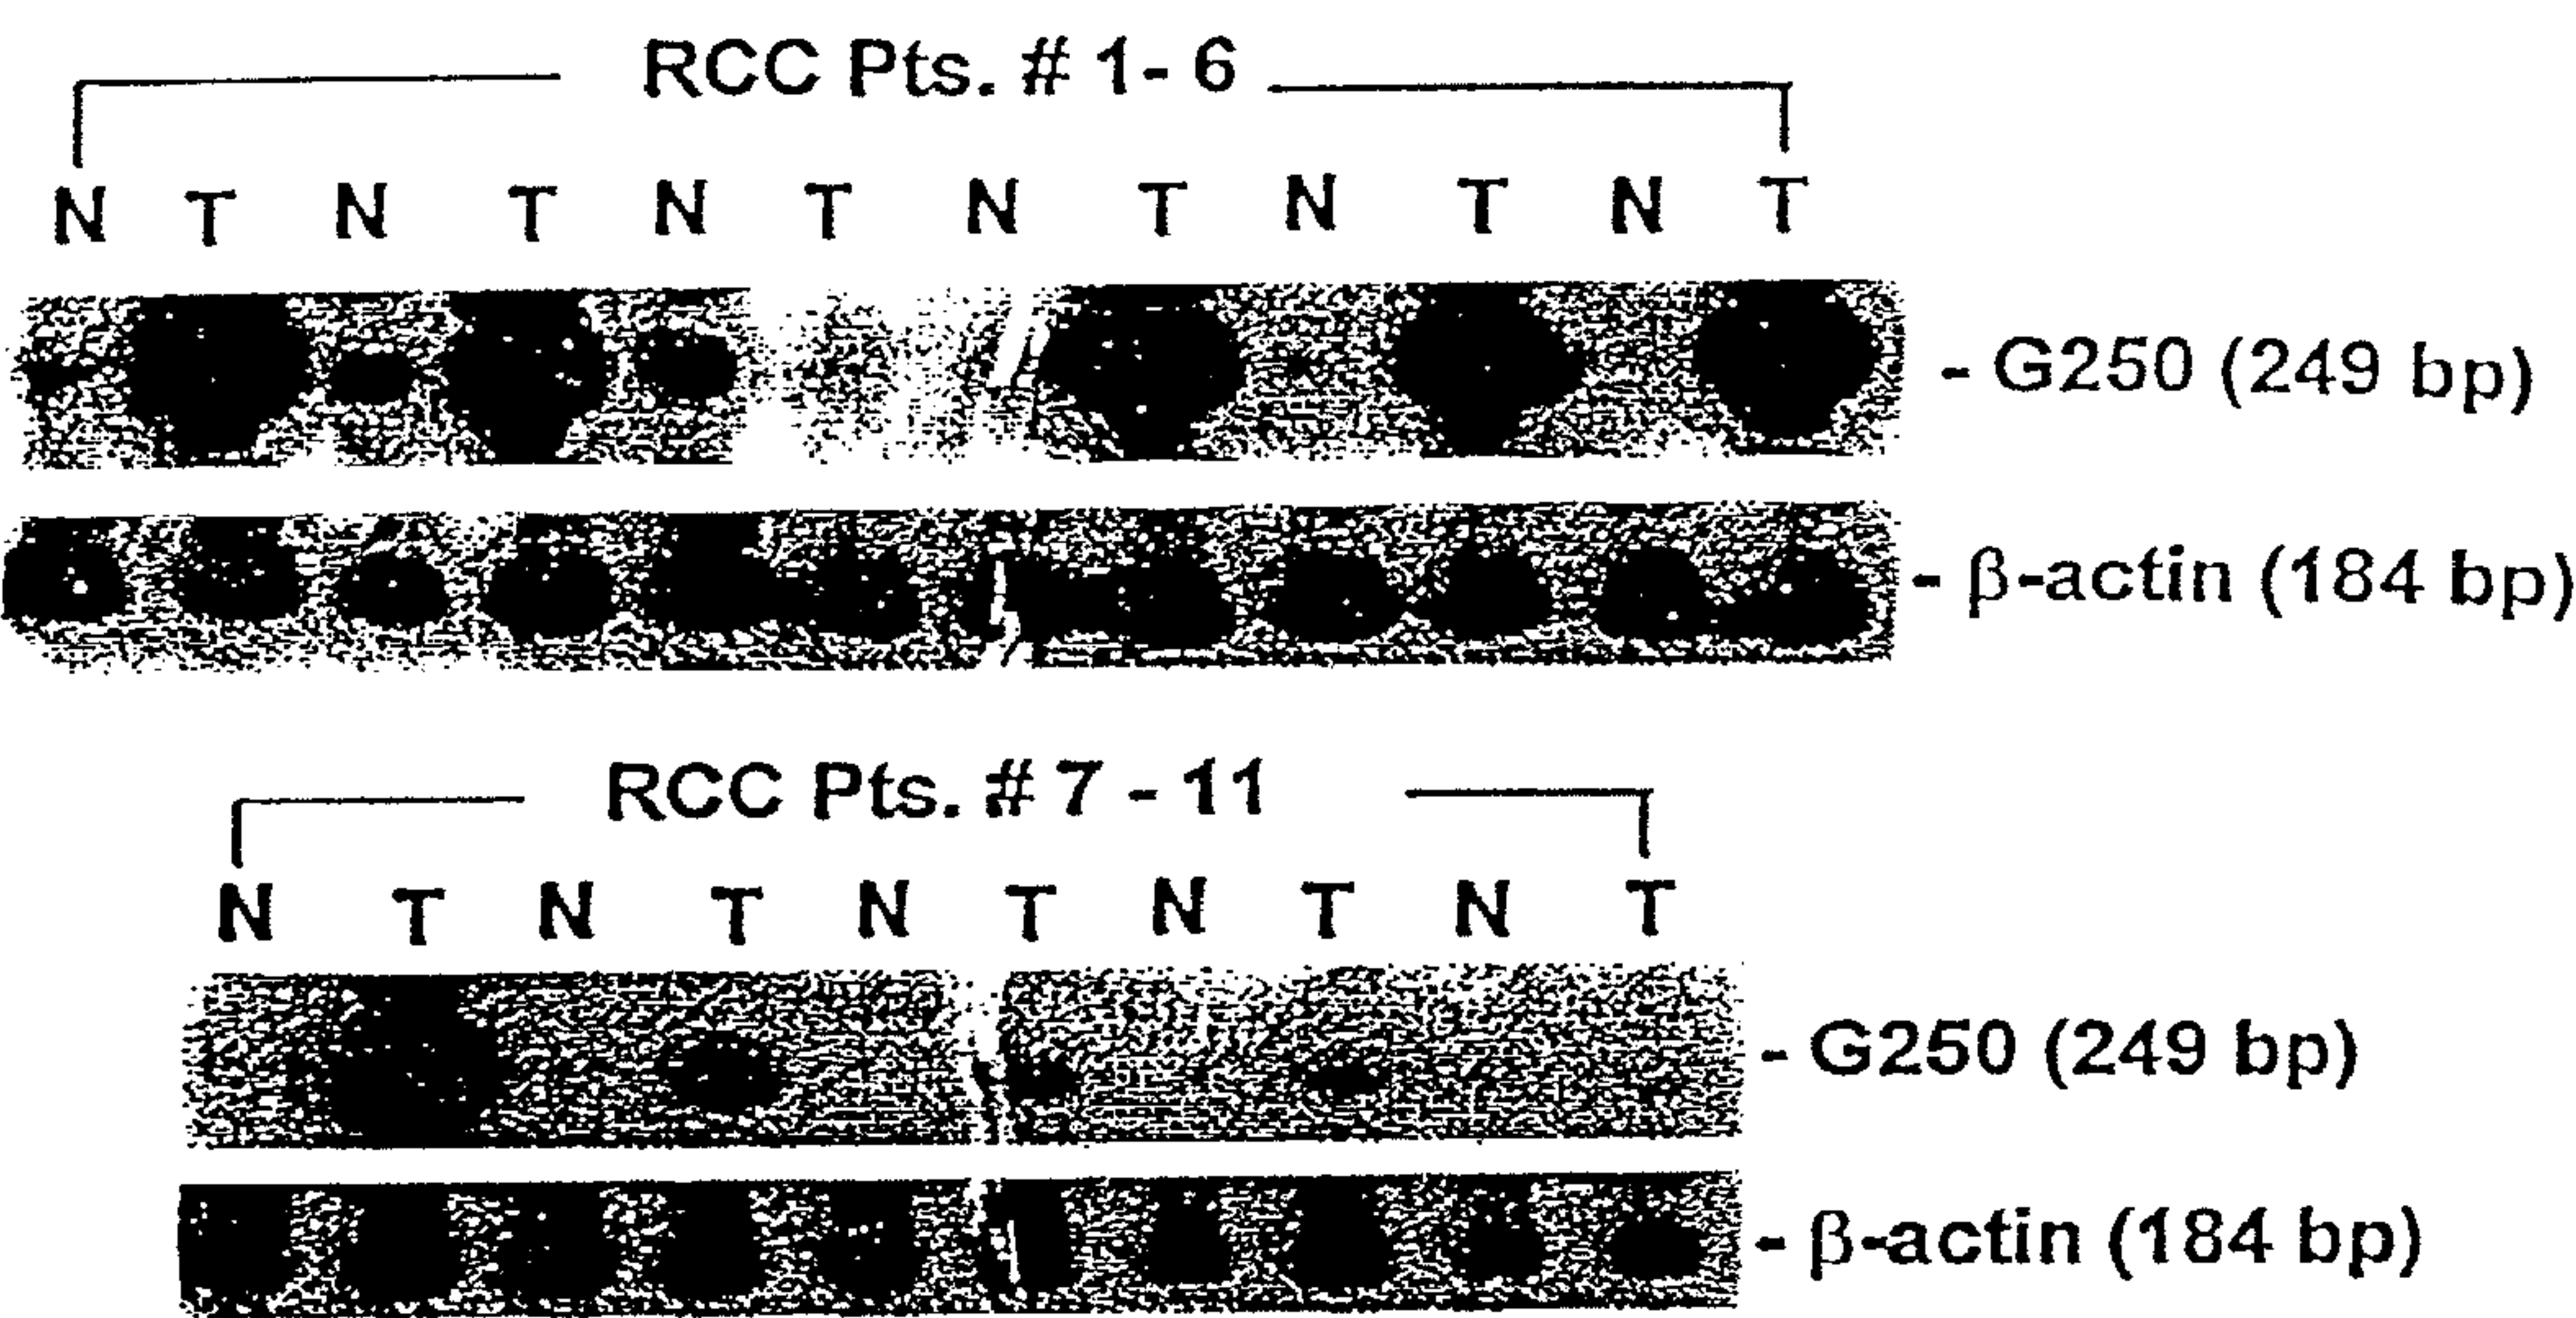 RCC Pts. # 1- 6
N T N T N T N T N T N T
- G250 (249 bp)
- β-actin (184 bp)
RCC Pts. # 7 - 11
N T N T N T N T N T
- G250 (249 bp)
- β-actin (184 bp)